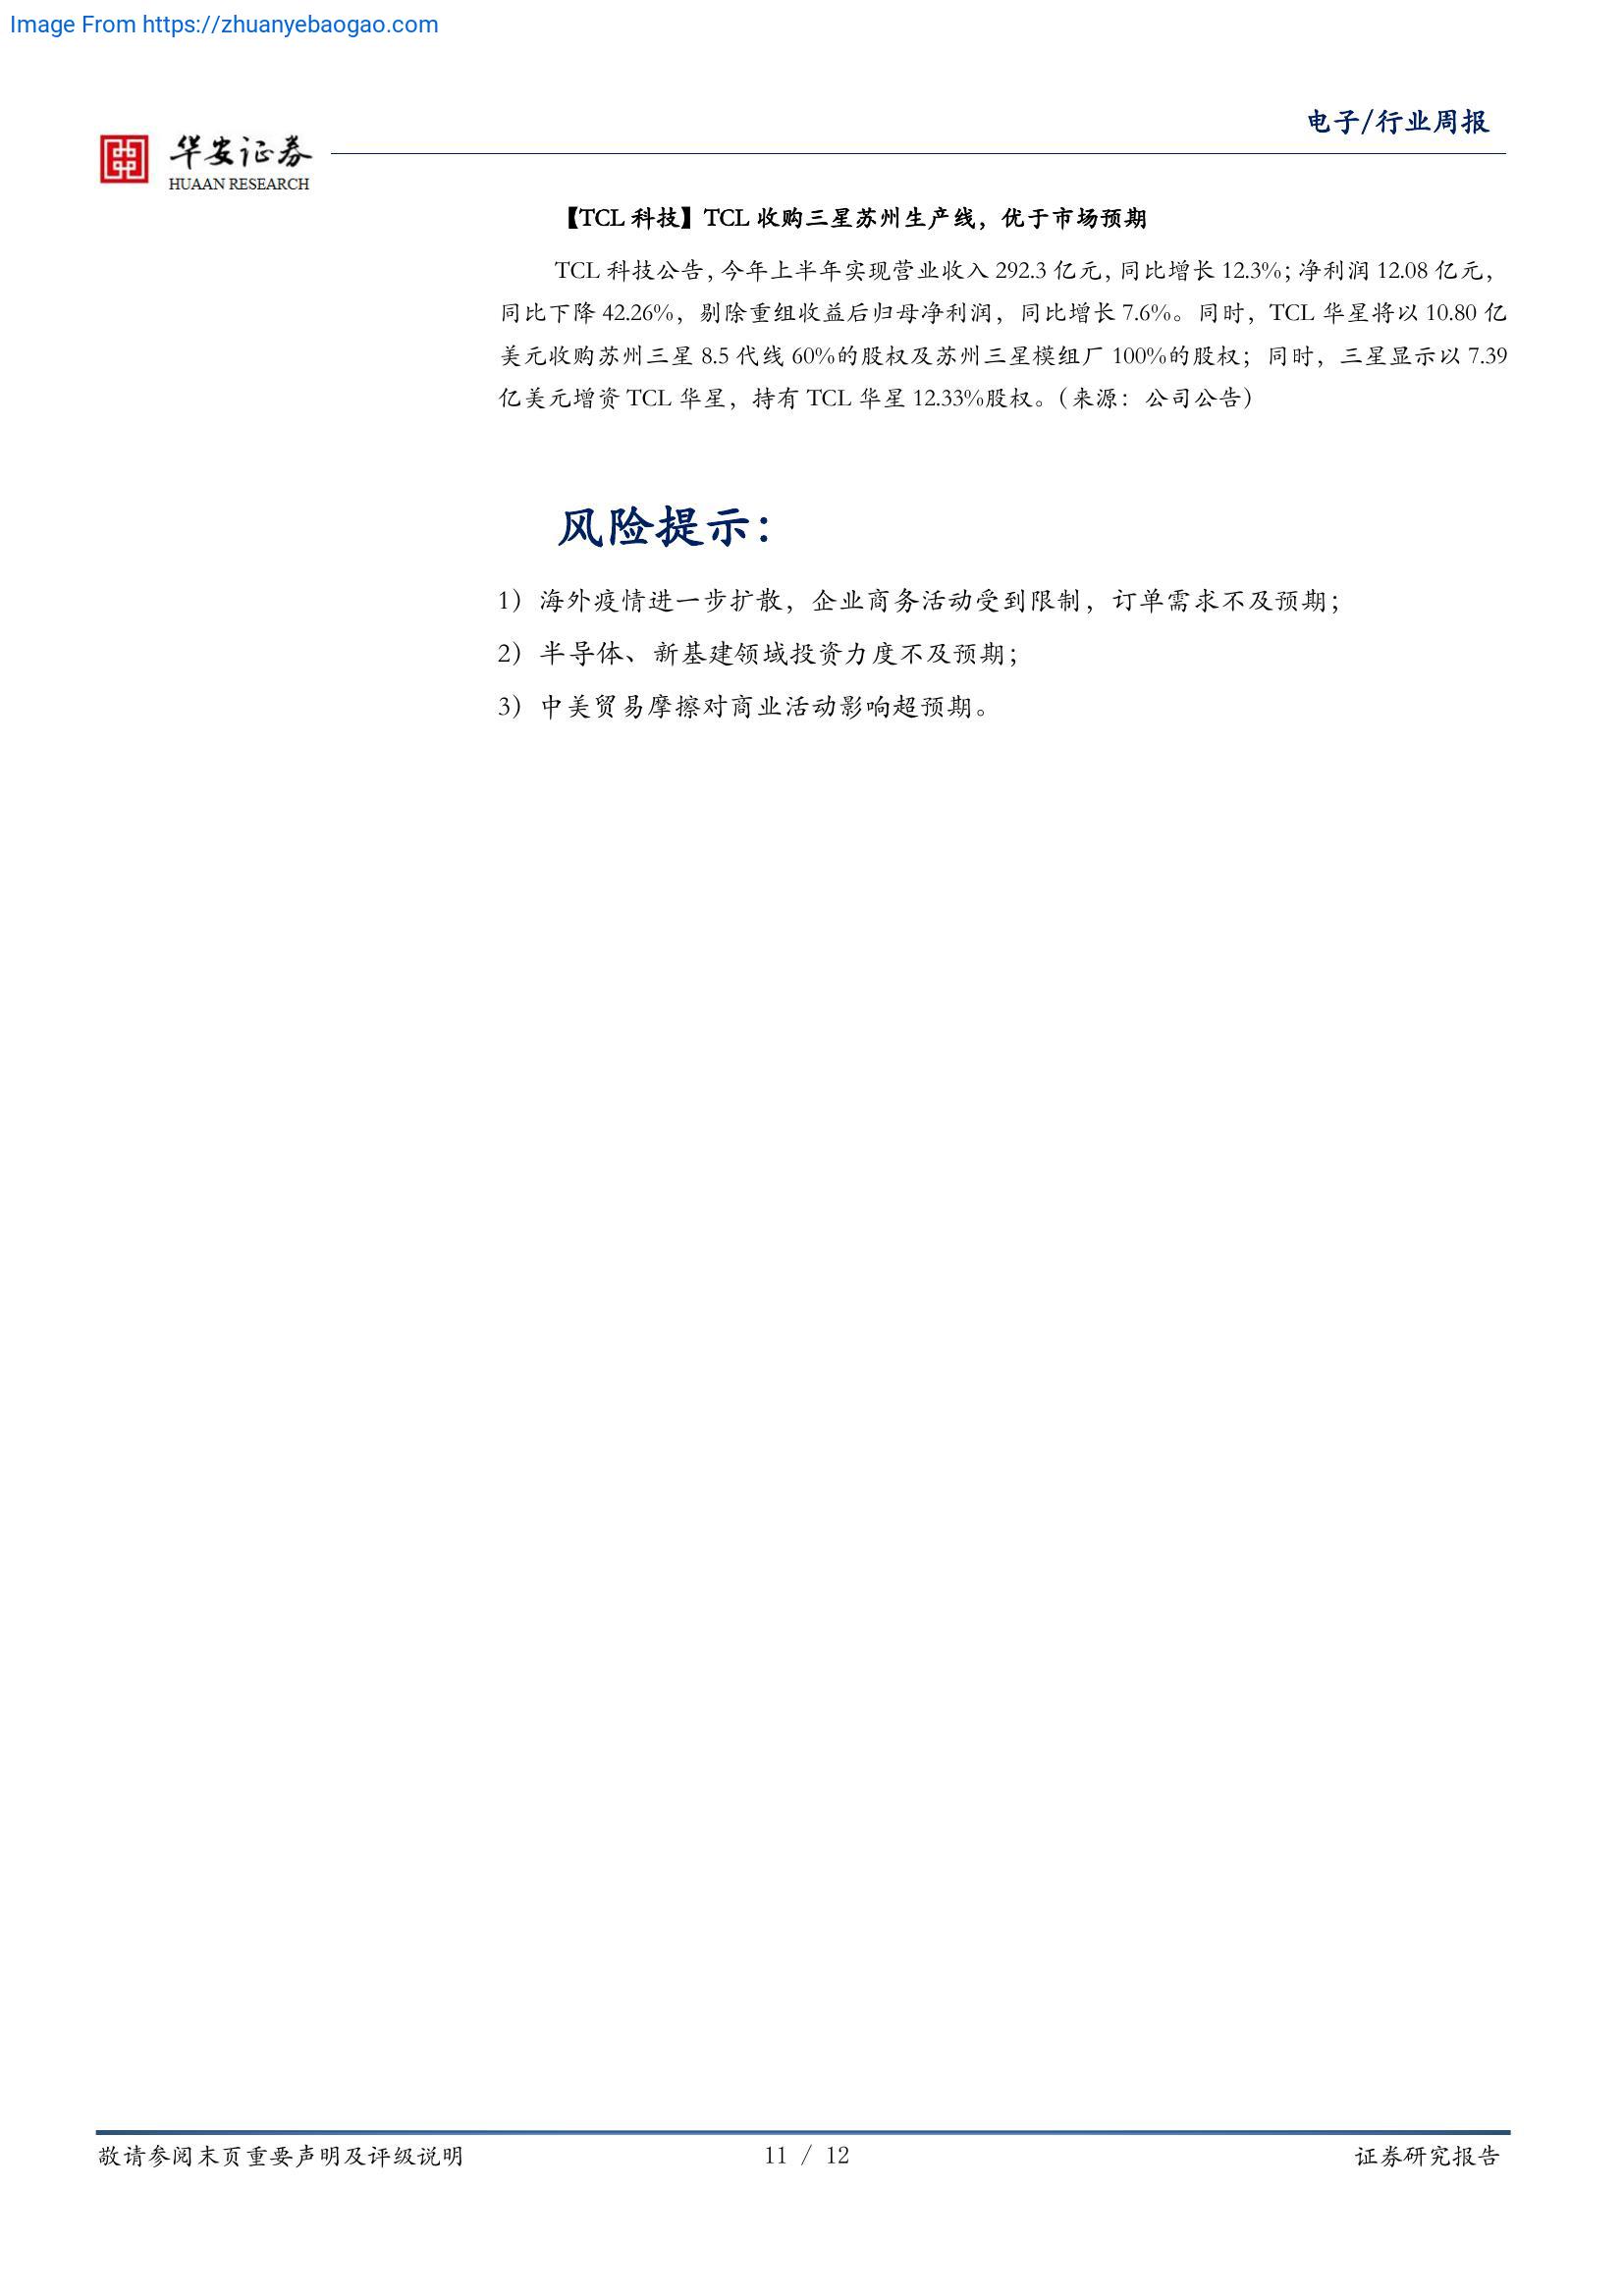 Image From https://zhuanyebaogao.com
电子/行业周报
华安证券
HUAAN RESEARCH
【TCL 科技】TCL 收购三星苏州生产线，优于市场预期
TCL 科技公告，今年上半年实现营业收入 292.3 亿元，同比增长 12.3%；净利润 12.08 亿元，
同比下降 42.26%，剔除重组收益后归母净利润，同比增长 7.6%。同时，TCL 华星将以 10.80 亿
美元收购苏州三星 8.5 代线 60%的股权及苏州三星模组厂 100%的股权；同时，三星显示以 7.39
亿美元增资 TCL 华星，持有 TCL 华星 12.33%股权。（来源：公司公告）
风险提示：
1）海外疫情进一步扩散，企业商务活动受到限制，订单需求不及预期；
2）半导体、新基建领域投资力度不及预期；
3）中美贸易摩擦对商业活动影响超预期。
敬请参阅末页重要声明及评级说明
11 / 12
证券研究报告